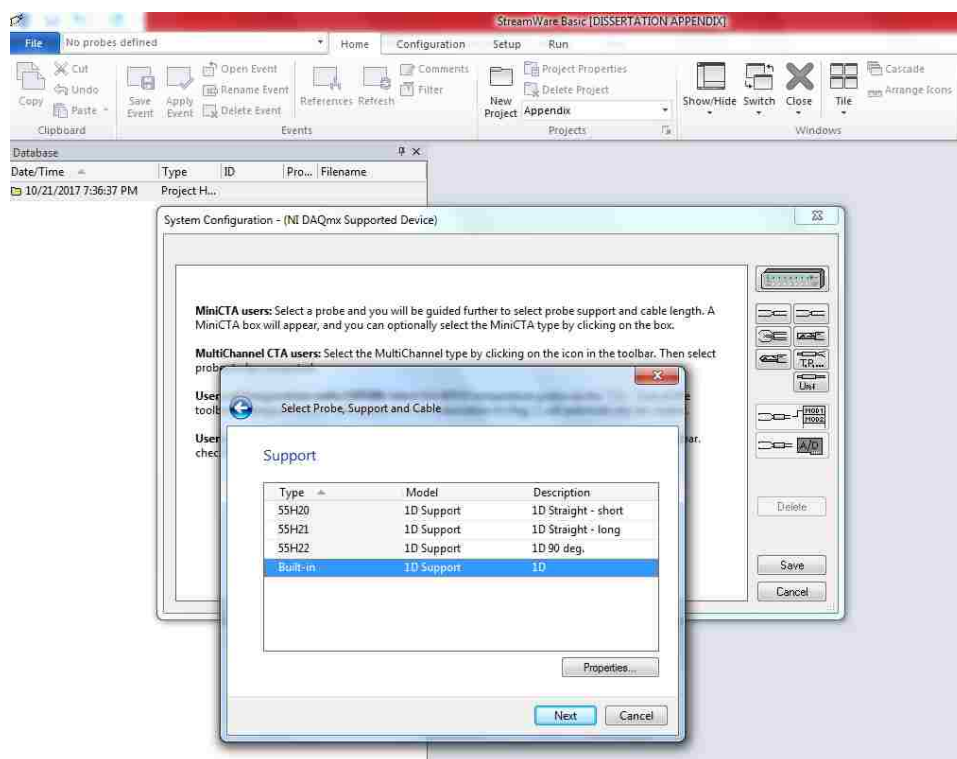 StreamWare Basic [DISSERTATION APPENDIX]
File No probes defined Home Configuration Setup Run
Copy
Cut
Undo
Paste
Clipboard
Save Event
Apply Event
Open Event
Rename Event
Delete Event
References Refresh
Comments
Filter
Events
New Project
Project Properties
Delete Project
Appendix
Projects
Show/Hide Switch Close Tile
Cascade
Arrange Icons
Windows
Database
Date/Time Type ID Pro... Filename
10/21/2017 7:36:37 PM Project H...
System Configuration - (NI DAQmx Supported Device)
MiniCTA users: Select a probe and you will be guided further to select probe support and cable length. A
MiniCTA box will appear, and you can optionally select the MiniCTA type by clicking on the box.
MultiChannel CTA users: Select the MultiChannel type by clicking on the icon in the toolbar. Then select
T.P....
MOD1
MOD2
A/D
Delete
Save
Cancel
Select Probe, Support and Cable
Support
Type Model Description
55H20 1D Support 1D Straight - short
55H21 1D Support 1D Straight - long
55H22 1D Support 1D 90 deg.
Built-in 1D Support 1D
Properties...
Next Cancel